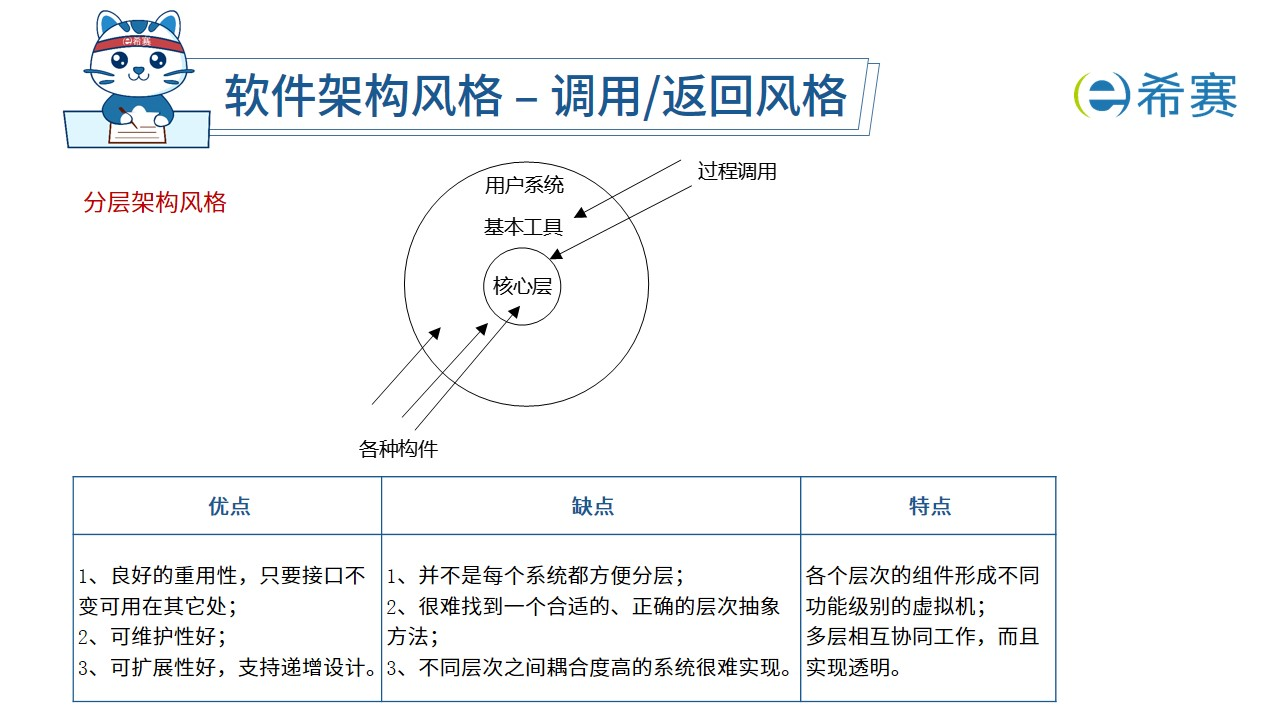 希赛
软件架构风格 – 调用/返回风格
希赛
分层架构风格
用户系统
过程调用
基本工具
核心层
各种构件
优点
缺点
特点
1、良好的重用性，只要接口不
变可用在其它处；
2、可维护性好；
3、可扩展性好，支持递增设计。
1、并不是每个系统都方便分层；
2、很难找到一个合适的、正确的层次抽象
方法；
3、不同层次之间耦合度高的系统很难实现。
各个层次的组件形成不同
功能级别的虚拟机；
多层相互协同工作，而且
实现透明。